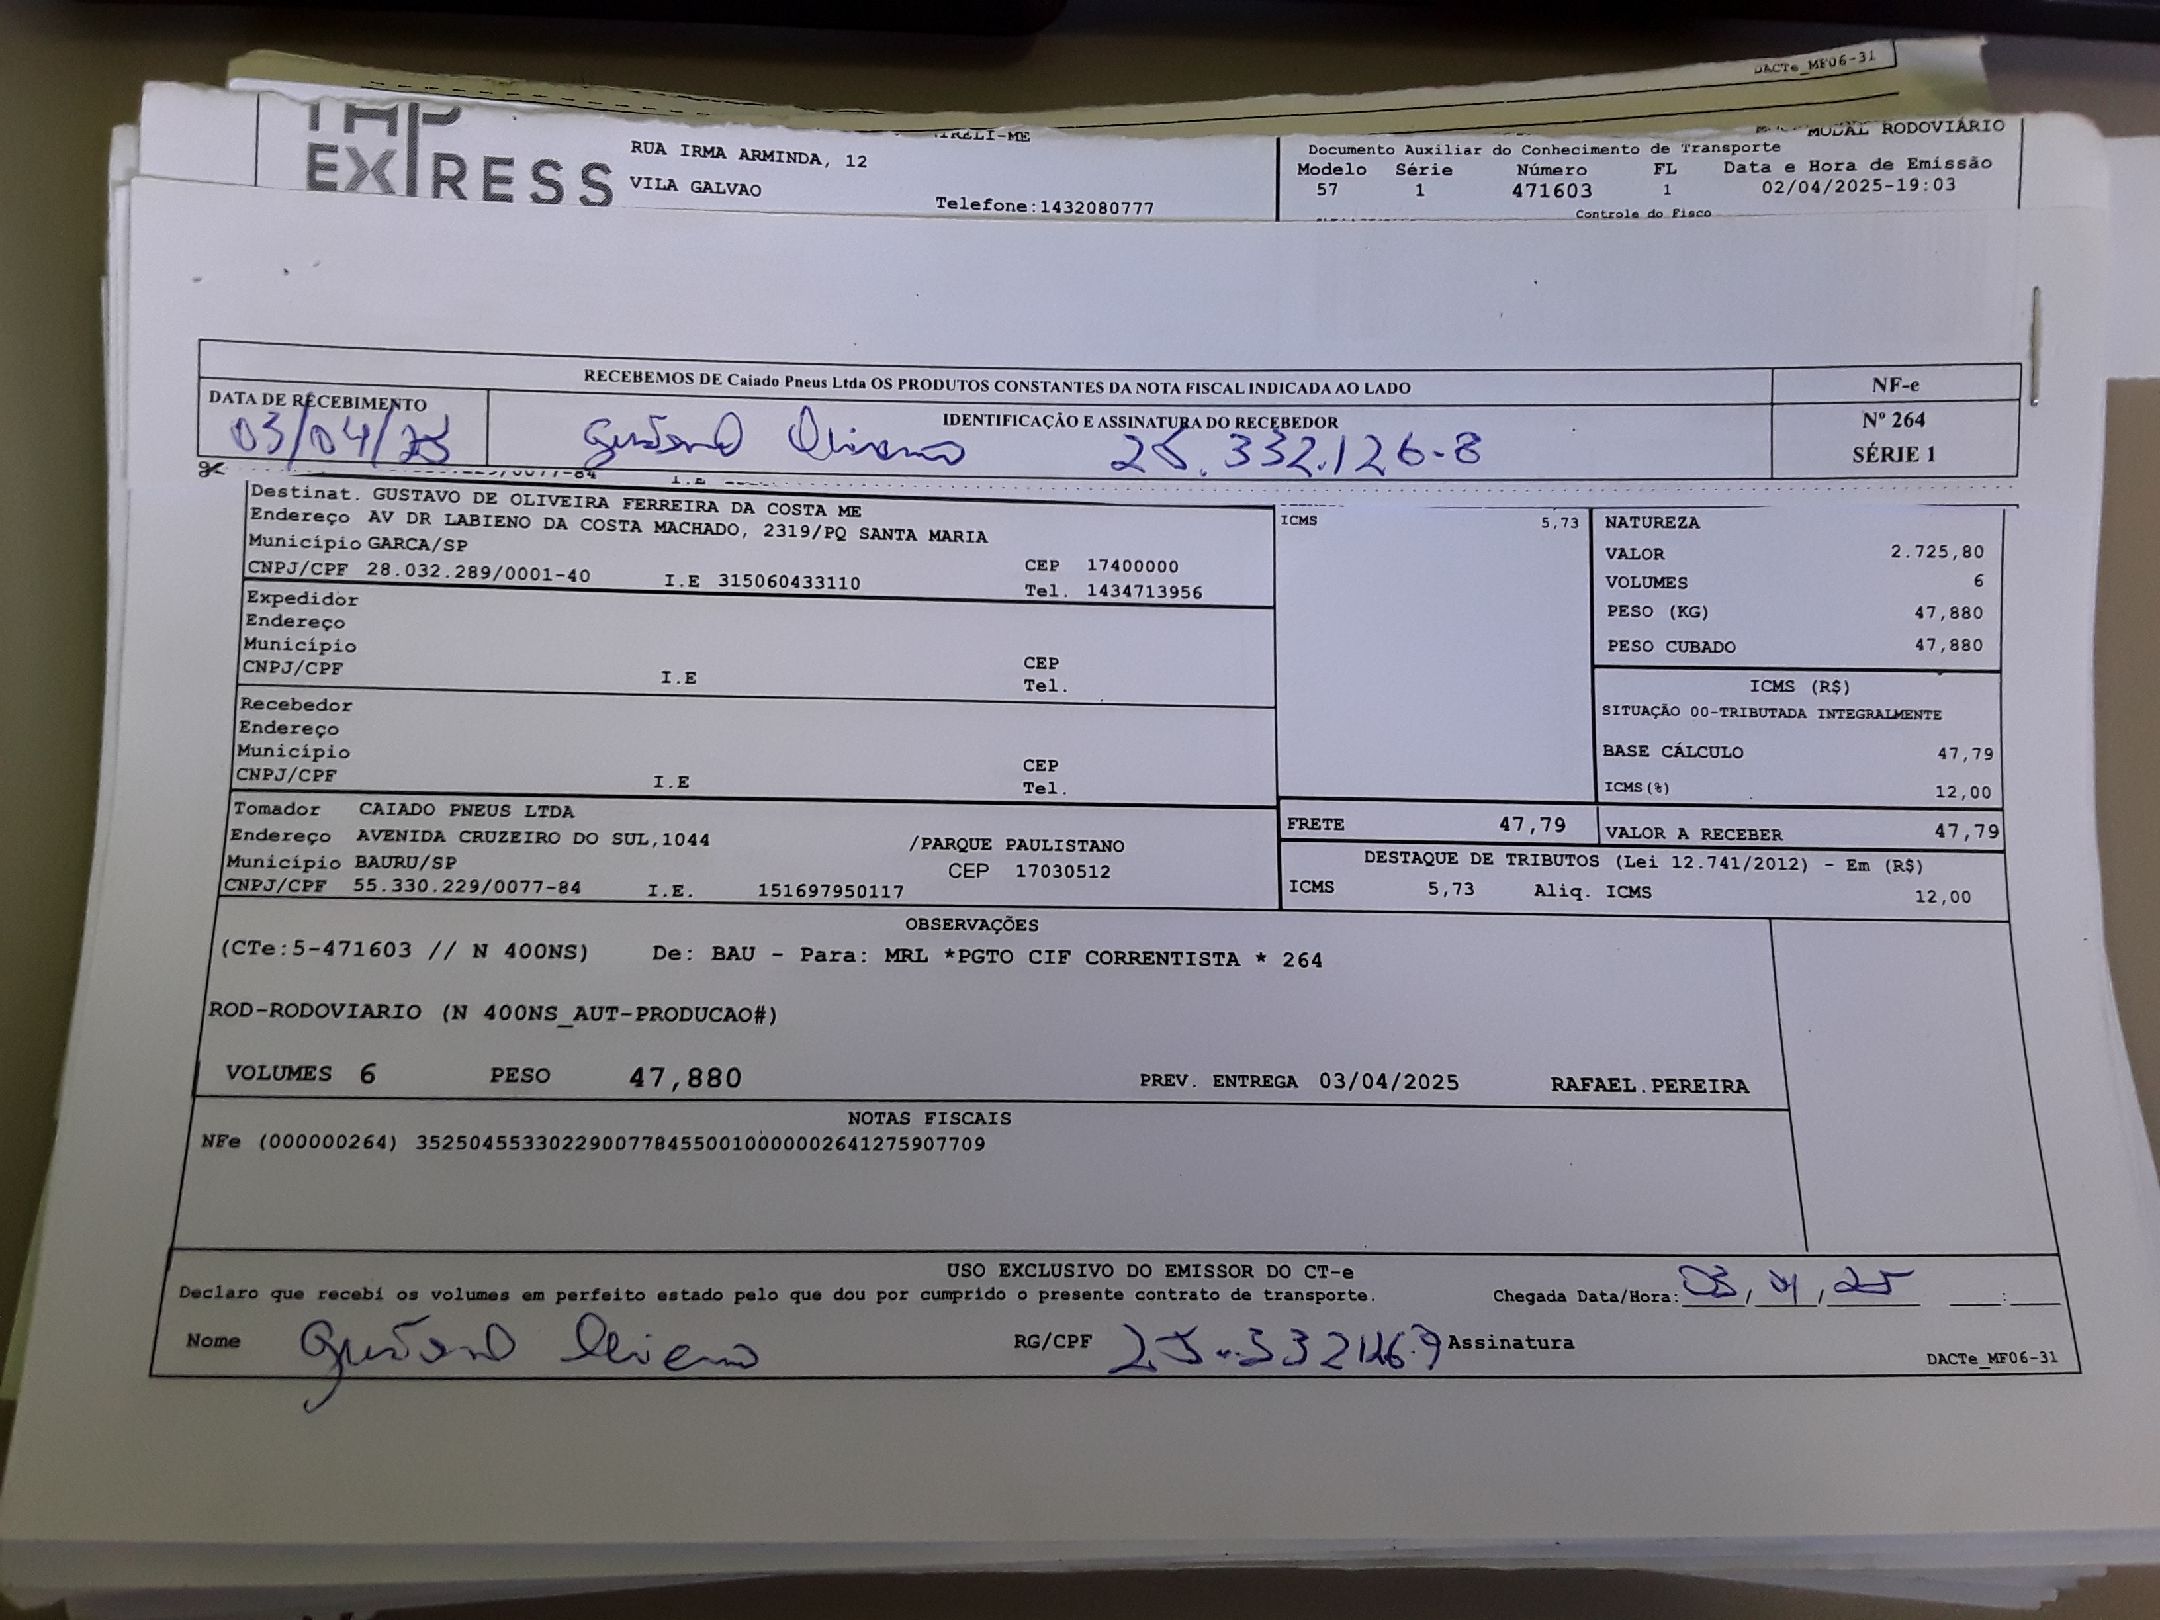 DACTe_MF06-31
EXPRESS
RUA IRMA ARMINDA, 12
VILA GALVAO
Telefone:1432080777
MODAL RODOVIÁRIO
Documento Auxiliar do Conhecimento de Transporte
Modelo Série Número FL Data e Hora de Emissão
57 1 471603 1 02/04/2025-19:03
Controle do Fisco
RECEBEMOS DE Caiado Pneus Ltda OS PRODUTOS CONSTANTES DA NOTA FISCAL INDICADA AO LADO
NF-e
Nº 264
SÉRIE 1
DATA DE RECEBIMENTO
03/04/25
IDENTIFICAÇÃO E ASSINATURA DO RECEBEDOR
25.332.126-8
Destinat. GUSTAVO DE OLIVEIRA FERREIRA DA COSTA ME
Endereço AV DR LABIENO DA COSTA MACHADO, 2319/PQ SANTA MARIA
Município GARCA/SP CEP 17400000
CNPJ/CPF 28.032.289/0001-40 I.E 315060433110 Tel. 1434713956
Expedidor
Endereço
Município CEP
CNPJ/CPF I.E Tel.
Recebedor
Endereço
Município CEP
CNPJ/CPF I.E Tel.
Tomador CAIADO PNEUS LTDA
Endereço AVENIDA CRUZEIRO DO SUL,1044 /PARQUE PAULISTANO
Município BAURU/SP CEP 17030512
CNPJ/CPF 55.330.229/0077-84 I.E. 151697950117
ICMS 5,73
NATUREZA
VALOR 2.725,80
VOLUMES 6
PESO (KG) 47,880
PESO CUBADO 47,880
ICMS (R$)
SITUAÇÃO 00-TRIBUTADA INTEGRALMENTE
BASE CÁLCULO 47,79
ICMS(%) 12,00
FRETE 47,79 VALOR A RECEBER 47,79
DESTAQUE DE TRIBUTOS (Lei 12.741/2012) - Em (R$)
ICMS 5,73 Aliq. ICMS 12,00
OBSERVAÇÕES
(CTe:5-471603 // N 400NS) De: BAU - Para: MRL *PGTO CIF CORRENTISTA * 264
ROD-RODOVIARIO (N 400NS_AUT-PRODUCAO#)
VOLUMES 6 PESO 47,880 PREV. ENTREGA 03/04/2025 RAFAEL.PEREIRA
NOTAS FISCAIS
NFe (000000264) 35250455330229007784550010000002641275907709
USO EXCLUSIVO DO EMISSOR DO CT-e
Declaro que recebi os volumes em perfeito estado pelo que dou por cumprido o presente contrato de transporte. Chegada Data/Hora:
Nome RG/CPF Assinatura
DACTe_MF06-31